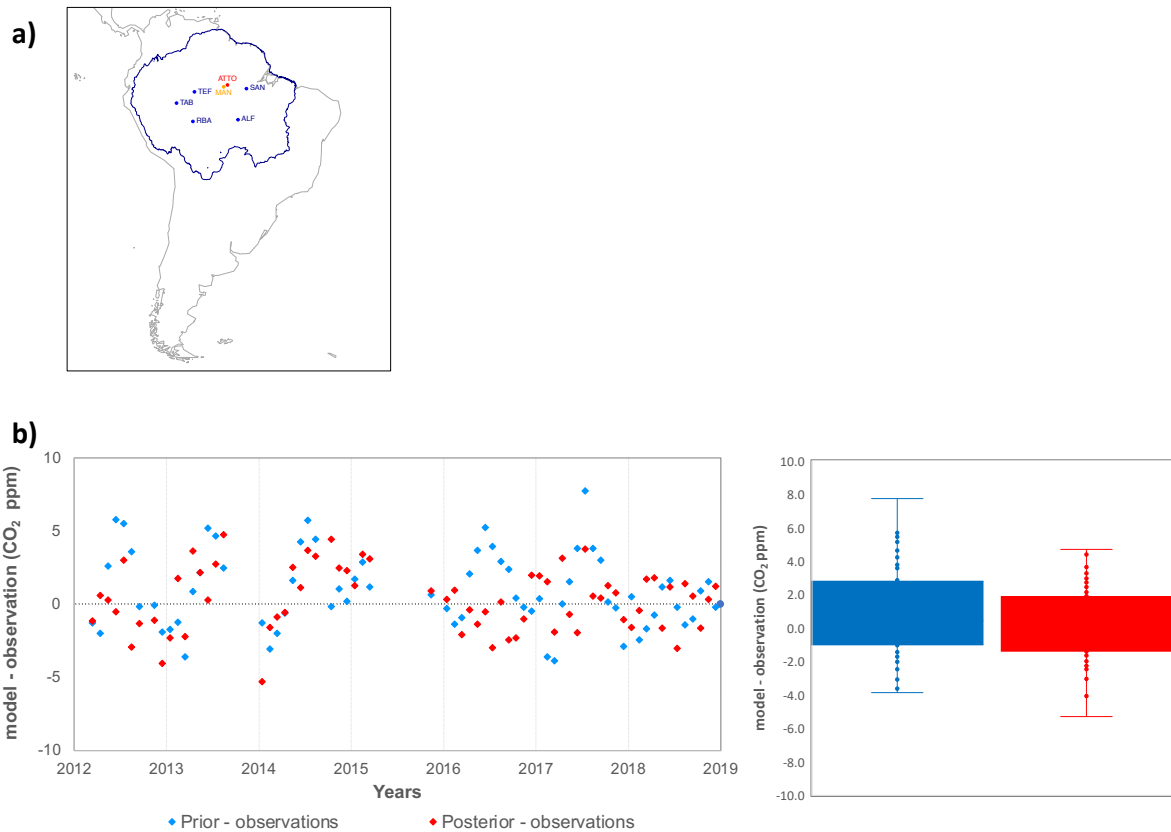 a)
ATTO
MAN
SAN
TEF
TAB
RBA
ALF
b)
model - observation (CO₂ ppm)
10
5
0
-5
-10
2012 2013 2014 2015 2016 2017 2018 2019
Years
Prior - observations Posterior - observations
model - observation (CO₂ ppm)
10.0
8.0
6.0
4.0
2.0
0.0
-2.0
-4.0
-6.0
-8.0
-10.0